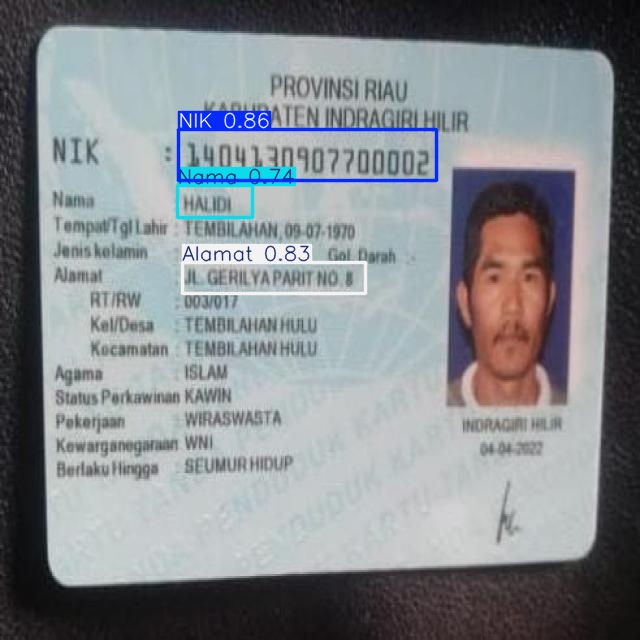 PROVINSI RIAU
KABUPATEN INDRAGIRI HILIR
NIK 0.86
NIK : 1404130907700002
Nama 0.74
Nama HALIDI
Tempat/Tgl Lahir : TEMBILAHAN, 09-07-1970
Alamat 0.83
Jenis kelamin Gol. Darah : -
Alamat JL. GERILYA PARIT NO. 8
RT/RW : 003/017
Kel/Desa : TEMBILAHAN HULU
Kecamatan : TEMBILAHAN HULU
Agama : ISLAM
Status Perkawinan KAWIN
Pekerjaan : WIRASWASTA
Kewarganegaraan WNI
Berlaku Hingga : SEUMUR HIDUP
INDRAGIRI HILIR
04-04-2022